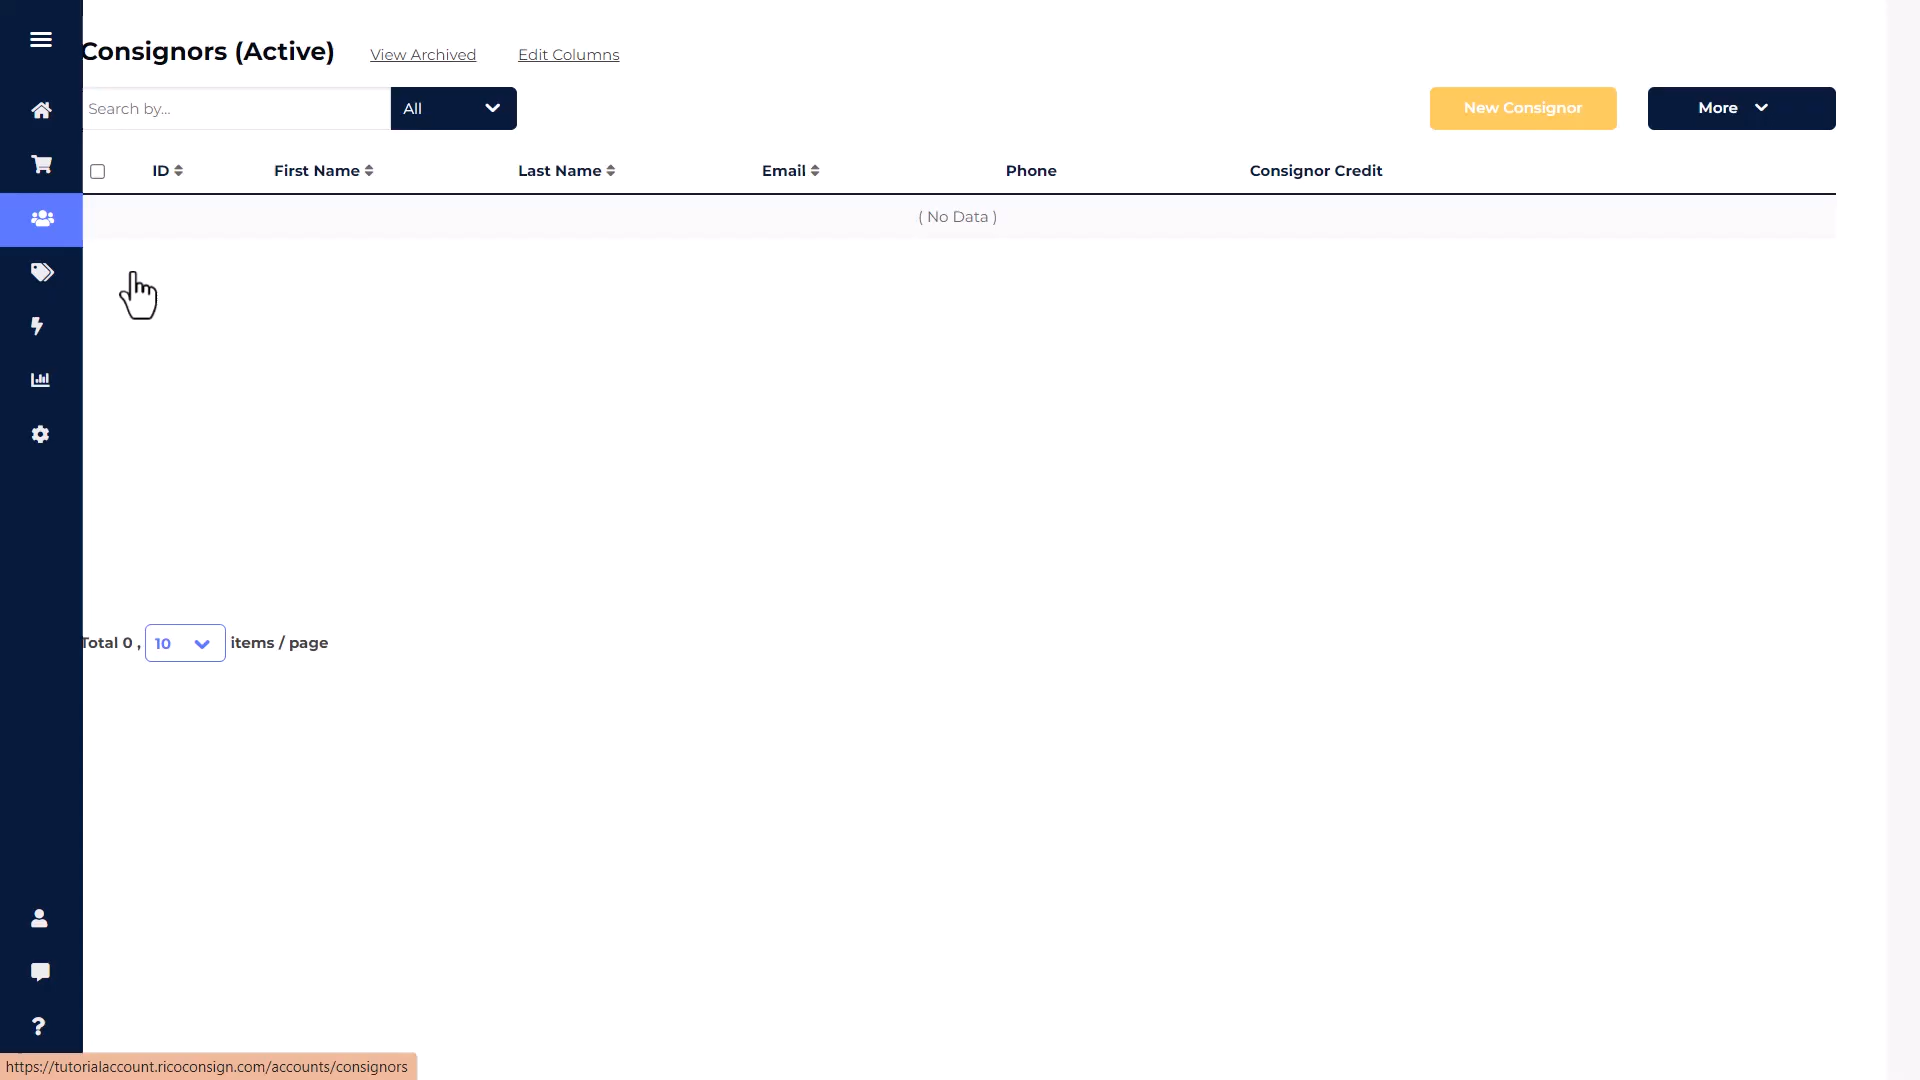 Consignors (Active) View Archived Edit Columns
Search by... All New Consignor More
ID First Name Last Name Email Phone Consignor Credit
( No Data )
Total 0 , 10 items / page
https://tutorialaccount.ricoconsign.com/accounts/consignors